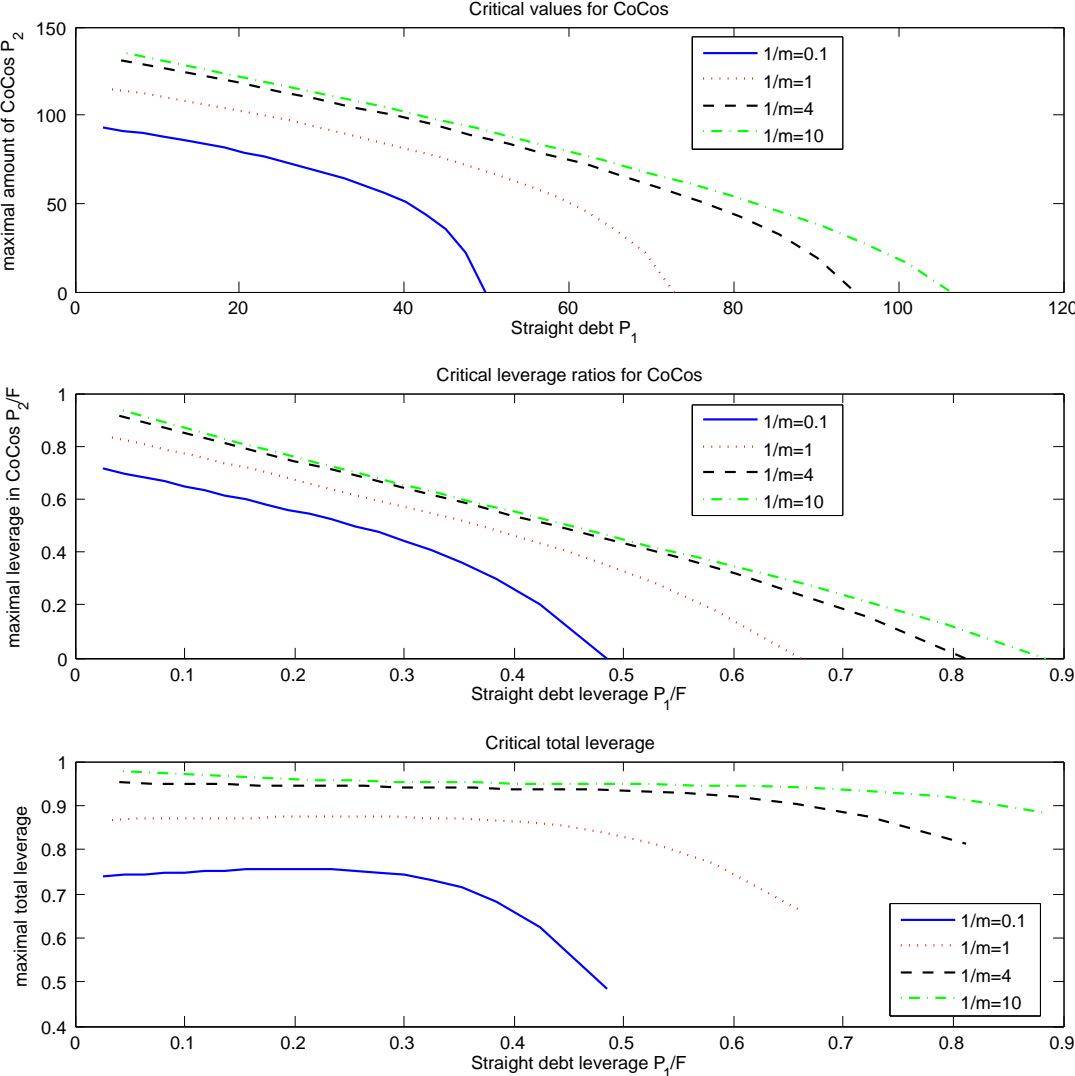 Critical values for CoCos
maximal amount of CoCos P2
150
100
50
0
0 20 40 60 80 100 120
Straight debt P1
1/m=0.1
1/m=1
1/m=4
1/m=10
Critical leverage ratios for CoCos
maximal leverage in CoCos P2/F
1
0.8
0.6
0.4
0.2
0
0 0.1 0.2 0.3 0.4 0.5 0.6 0.7 0.8 0.9
Straight debt leverage P1/F
1/m=0.1
1/m=1
1/m=4
1/m=10
Critical total leverage
maximal total leverage
1
0.9
0.8
0.7
0.6
0.5
0.4
0 0.1 0.2 0.3 0.4 0.5 0.6 0.7 0.8 0.9
Straight debt leverage P1/F
1/m=0.1
1/m=1
1/m=4
1/m=10